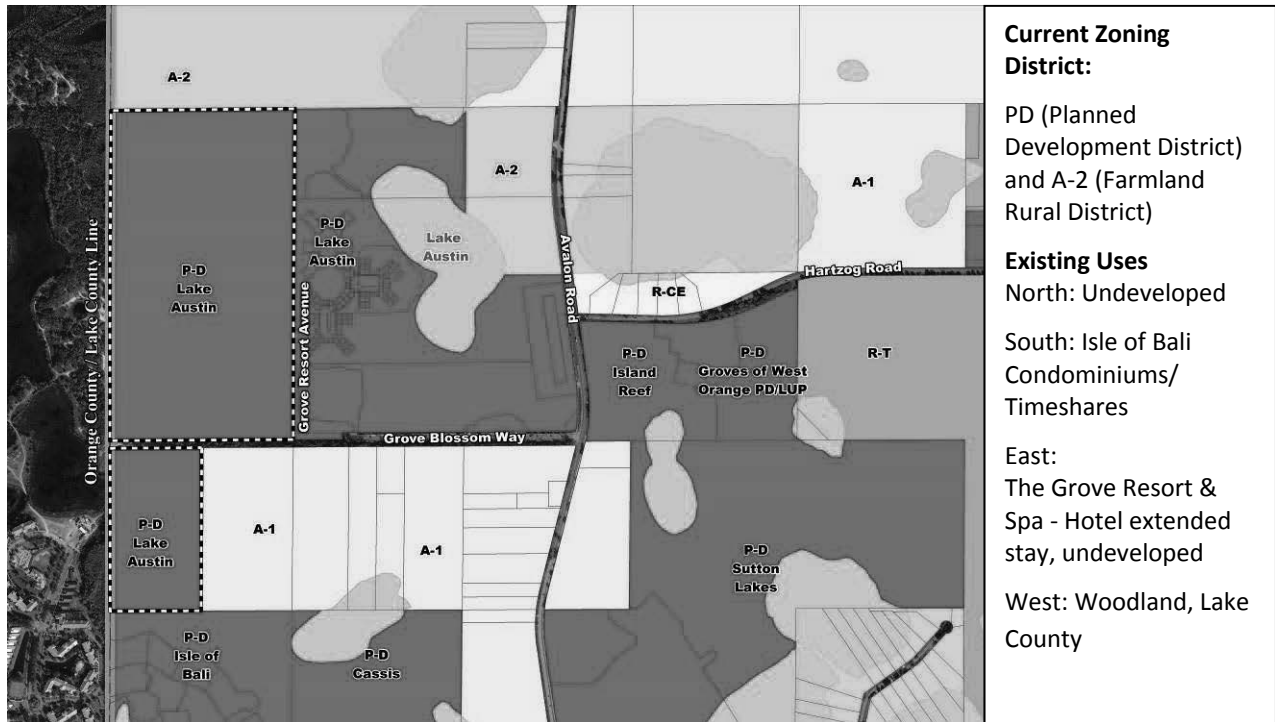 A-2
P-D
Lake
Austin
P-D
Lake
Austin
Lake
Austin
A-2
A-1
Hartzog Road
R-CE
Avalon Road
Orange County / Lake County Line
Grove Resort Avenue
P-D
Island
Reef
P-D
Groves of West
Orange PD/LUP
R-T
Grove Blossom Way
P-D
Lake
Austin
A-1
A-1
P-D
Sutton
Lakes
P-D
Isle of
Bali
P-D
Cassis
Current Zoning
District:
PD (Planned
Development District)
and A-2 (Farmland
Rural District)
Existing Uses
North: Undeveloped
South: Isle of Bali
Condominiums/
Timeshares
East:
The Grove Resort &
Spa - Hotel extended
stay, undeveloped
West: Woodland, Lake
County